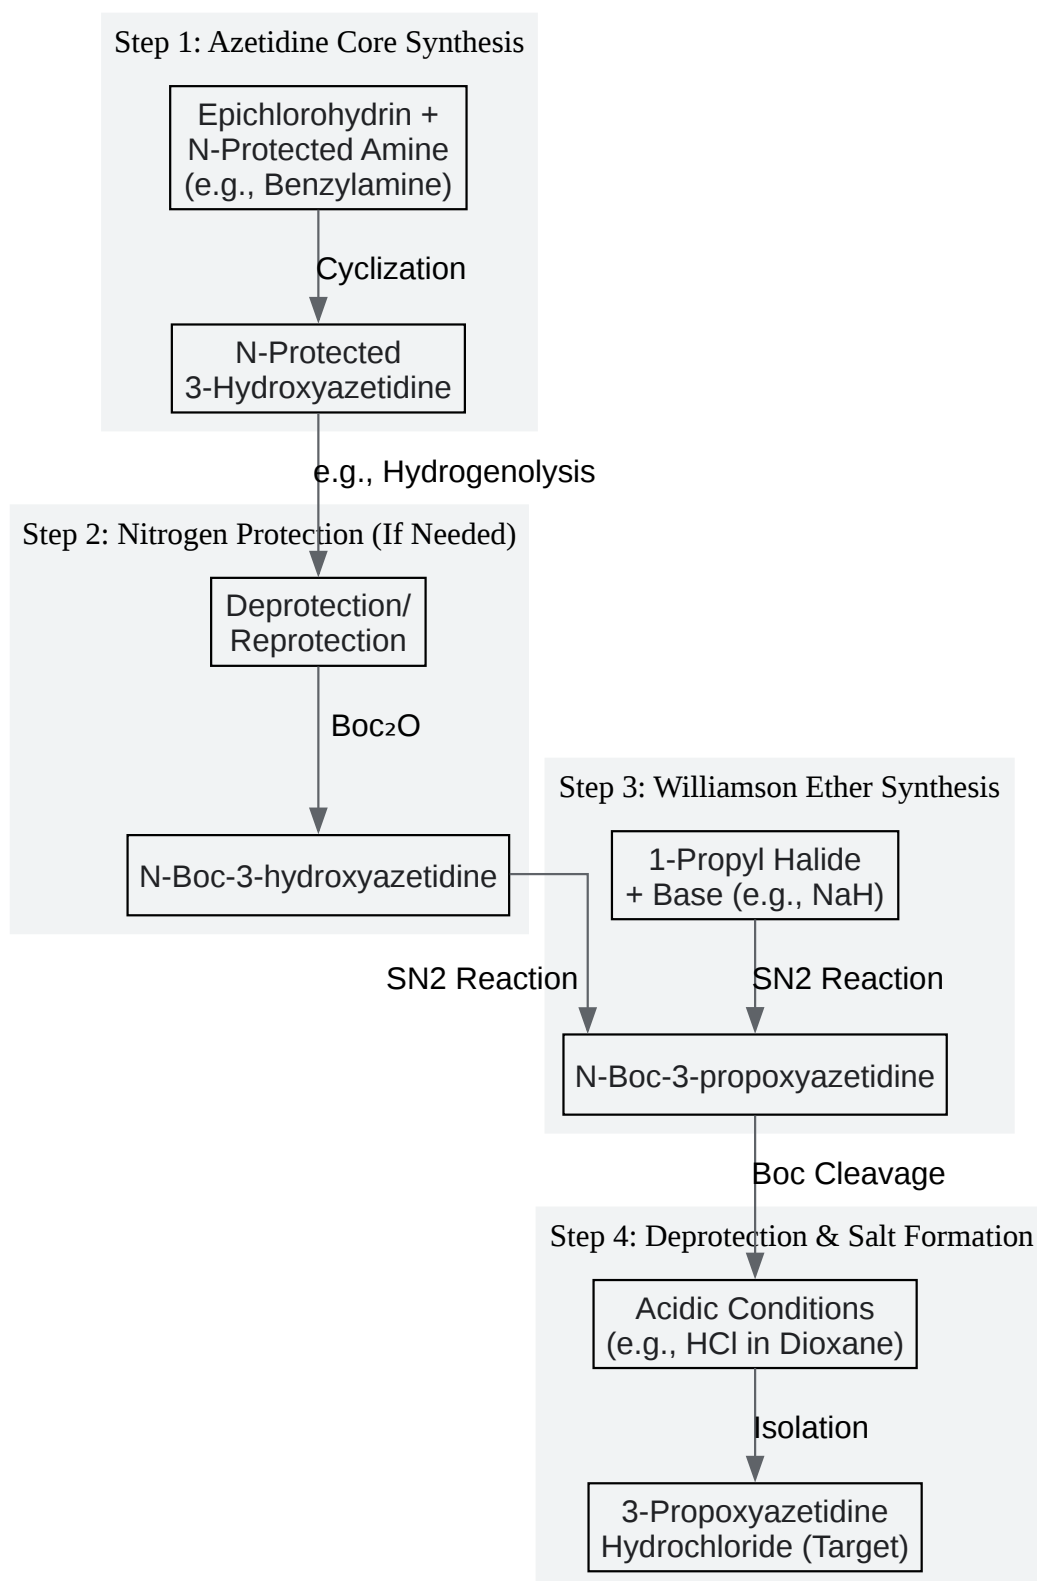 Step 1: Azetidine Core Synthesis
Epichlorohydrin +
N-Protected Amine
(e.g., Benzylamine)
Cyclization
N-Protected
3-Hydroxyazetidine
e.g., Hydrogenolysis
Step 2: Nitrogen Protection (If Needed)
Deprotection/
Reprotection
Boc₂O
N-Boc-3-hydroxyazetidine
Step 3: Williamson Ether Synthesis
1-Propyl Halide
+ Base (e.g., NaH)
SN2 Reaction
SN2 Reaction
N-Boc-3-propoxyazetidine
Boc Cleavage
Step 4: Deprotection & Salt Formation
Acidic Conditions
(e.g., HCl in Dioxane)
Isolation
3-Propoxyazetidine
Hydrochloride (Target)